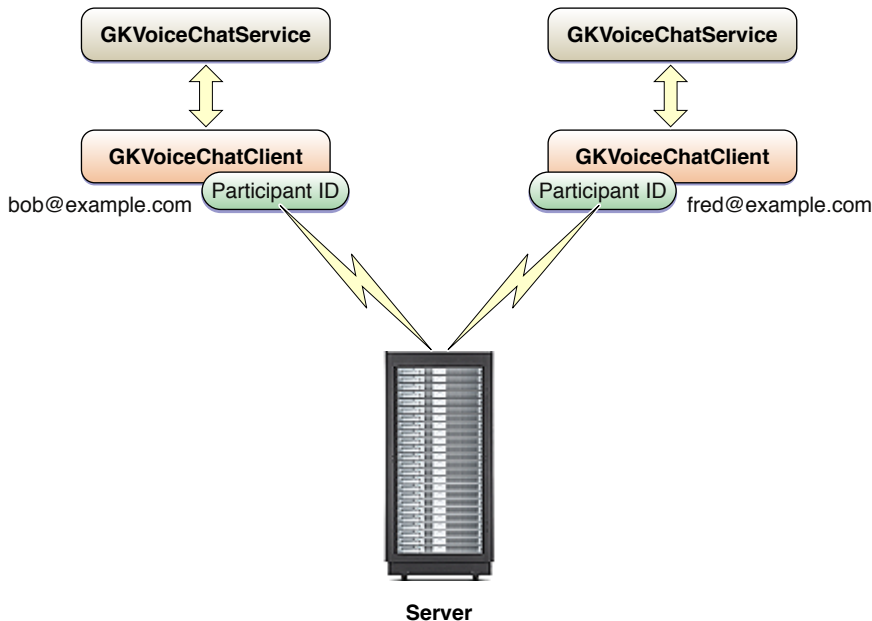 GKVoiceChatService
GKVoiceChatService
GKVoiceChatClient
GKVoiceChatClient
Participant ID
Participant ID
bob@example.com
fred@example.com
Server